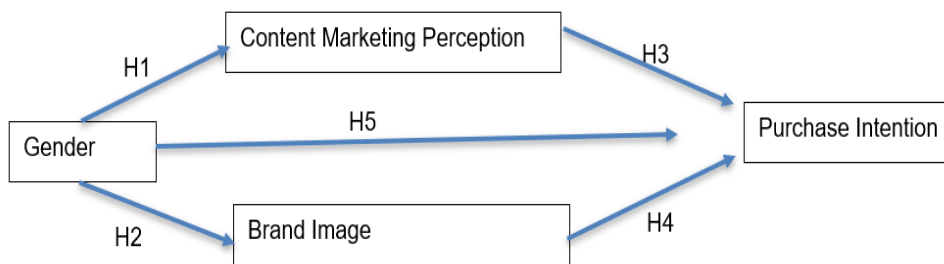 Content Marketing Perception
H1
H3
H5
Purchase Intention
Gender
Brand Image
H2
H4